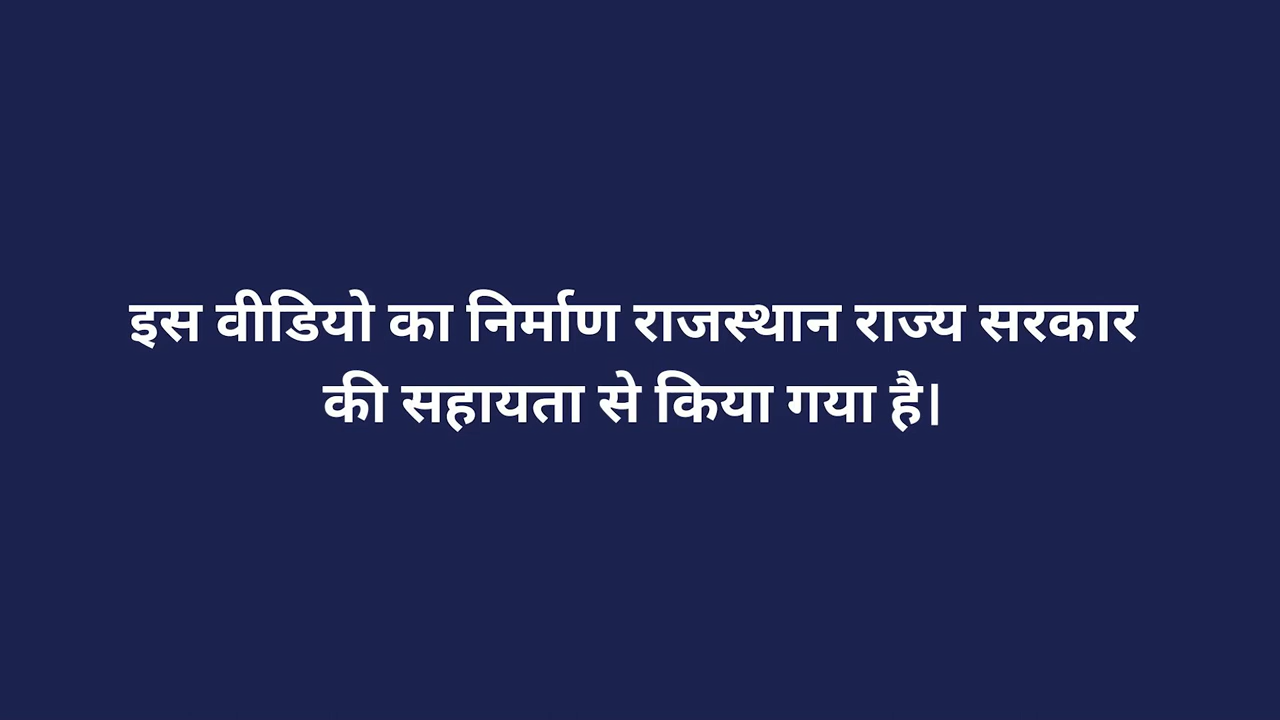 इस वीडियो का निर्माण राजस्थान राज्य सरकार
की सहायता से किया गया है।